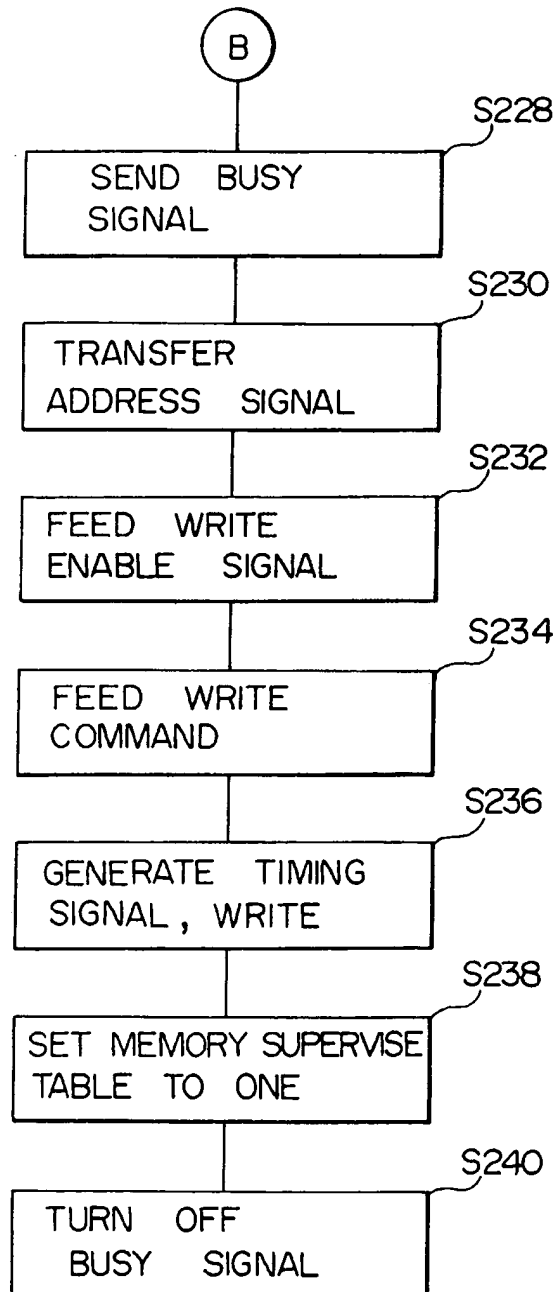 B
S228
SEND BUSY
SIGNAL
S230
TRANSFER
ADDRESS SIGNAL
S232
FEED WRITE
ENABLE SIGNAL
S234
FEED WRITE
COMMAND
S236
GENERATE TIMING
SIGNAL, WRITE
S238
SET MEMORY SUPERVISE
TABLE TO ONE
S240
TURN OFF
BUSY SIGNAL